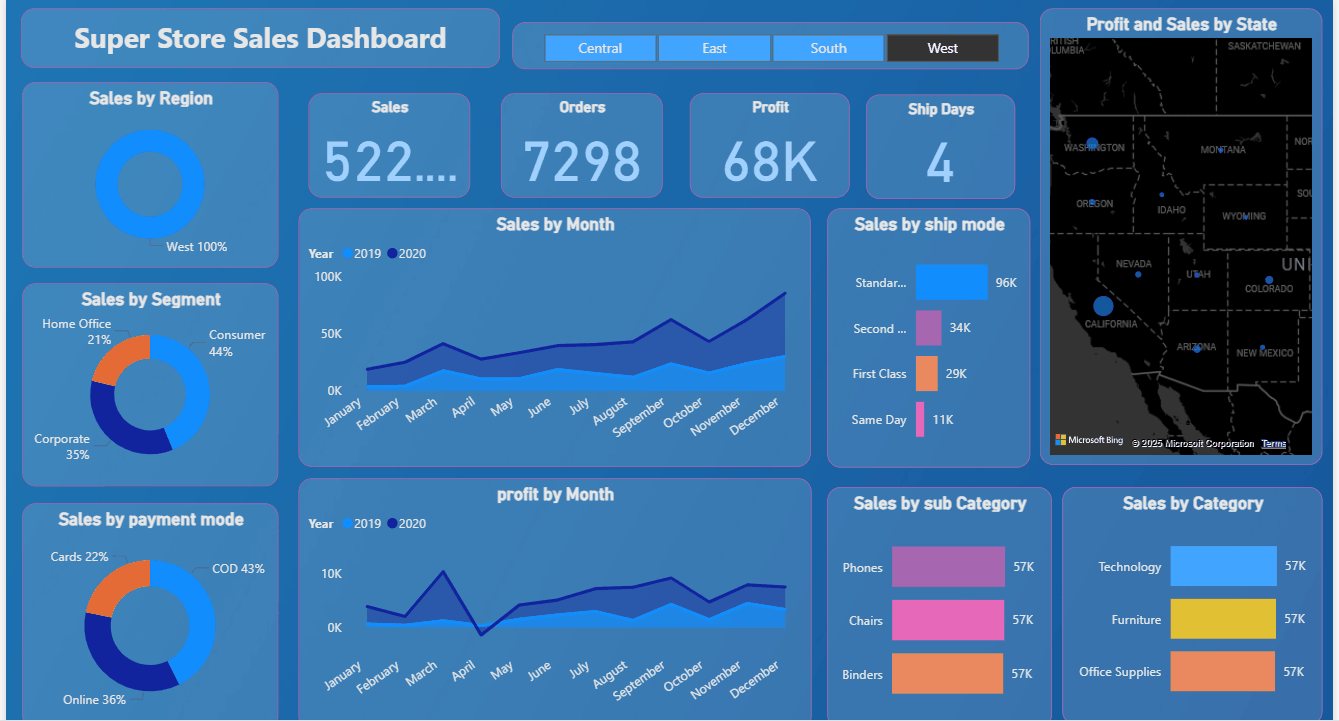 Super Store Sales Dashboard
Central
East
South
West
Profit and Sales by State
Sales by Region
West 100%
Sales
522....
Orders
7298
Profit
68K
Ship Days
4
Sales by Month
Year 2019 2020
100K
50K
0K
January
February
March
April
May
June
July
August
September
October
November
December
Sales by ship mode
Standar... 96K
Second ... 34K
First Class 29K
Same Day 11K
BRITISH
COLUMBIA
SASKATCHEWAN
WASHINGTON
MONTANA
NOR
OREGON
IDAHO
WYOMING
SOU
NEVADA
UTAH
UNI
COLORADO
CALIFORNIA
ARIZONA
NEW MEXICO
Microsoft Bing
© 2025 Microsoft Corporation Terms
Sales by Segment
Home Office
21%
Consumer
44%
Corporate
35%
Sales by payment mode
Cards 22%
COD 43%
Online 36%
profit by Month
Year 2019 2020
10K
0K
January
February
March
April
May
June
July
August
September
October
November
December
Sales by sub Category
Phones 57K
Chairs 57K
Binders 57K
Sales by Category
Technology 57K
Furniture 57K
Office Supplies 57K